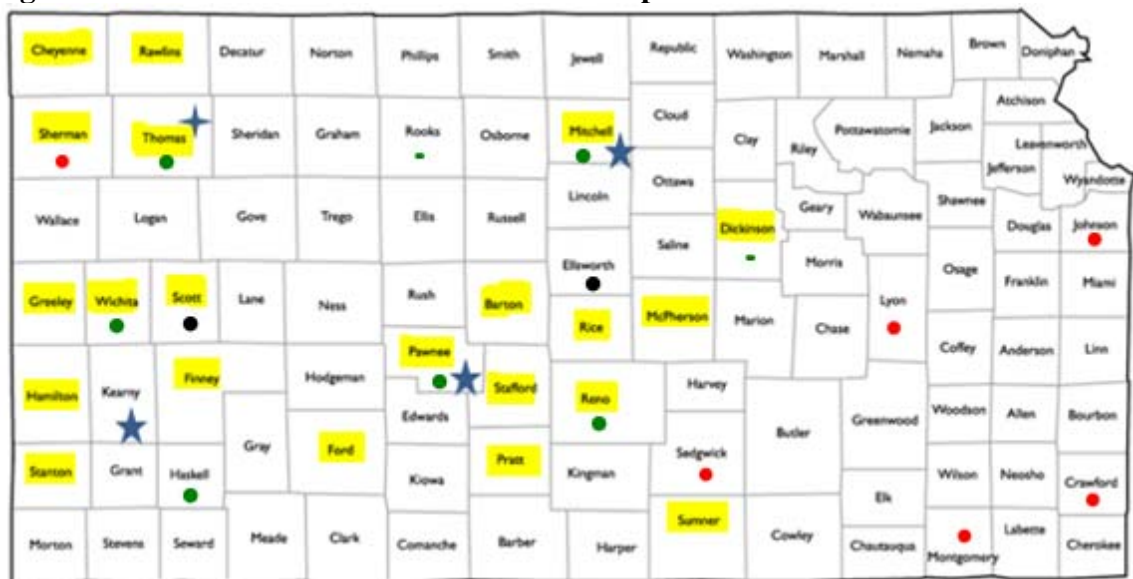 Cheyenne Rawlins Decatur Norton Phillips Smith Jewell Republic Washington Marshall Nemaha Brown Doniphan
Atchison
Sherman Thomas Sheridan Graham Rooks Osborne Mitchell Cloud Clay Riley Pottawatomie Jackson Leavenworth
Jefferson
Wyandotte
Ottawa
Lincoln
Wallace Logan Gove Trego Ellis Russell Saline Dickinson Geary Wabaunsee Shawnee Douglas Johnson
Morris
Ellsworth
Osage Franklin Miami
Greeley Wichita Scott Lane Ness Rush Barton Rice McPherson Marion Chase Lyon
Coffey Anderson Linn
Pawnee
Hamilton Kearny Finney Hodgeman Stafford Reno Harvey
Edwards
Butler Greenwood Woodson Allen Bourbon
Gray Ford
Stanton Grant Haskell Kiowa Pratt Kingman Sedgwick
Elk Wilson Neosho Crawford
Sumner
Morton Stevens Seward Meade Clark Comanche Barber Harper Cowley Chautauqua Montgomery Labette Cherokee